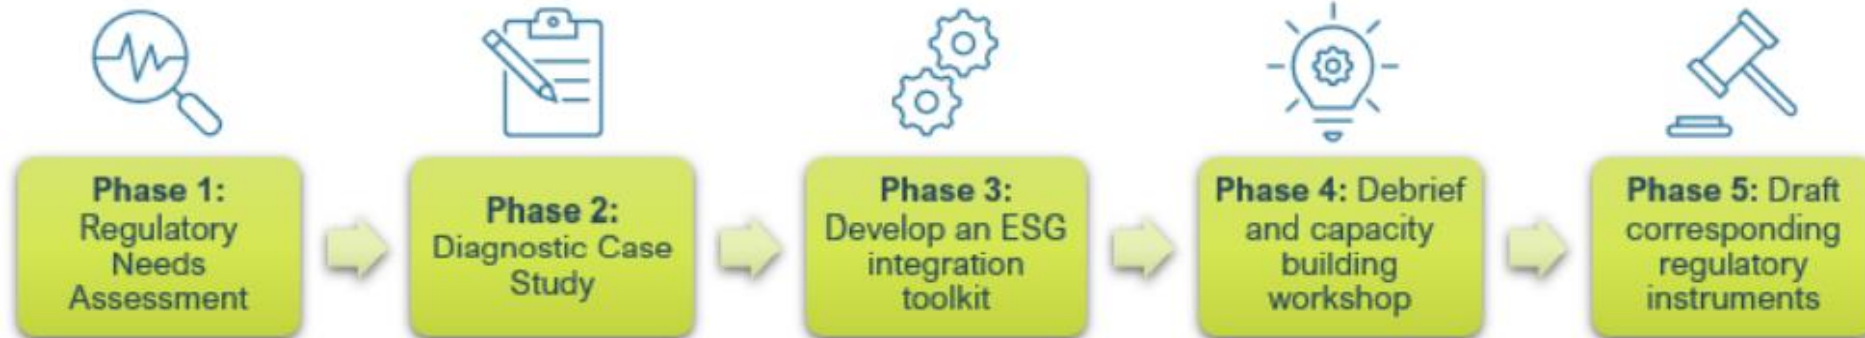 Phase 1:
Regulatory
Needs
Assessment
Phase 2:
Diagnostic Case
Study
Phase 3:
Develop an ESG
integration
toolkit
Phase 4: Debrief
and capacity
building
workshop
Phase 5: Draft
corresponding
regulatory
instruments